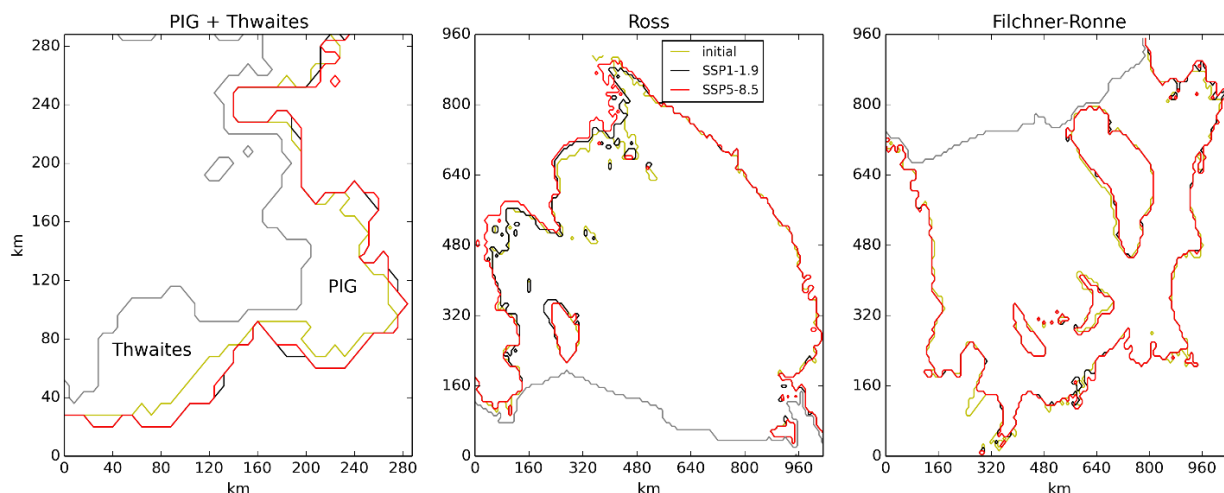 PIG + Thwaites
280
240
200
160
120
80
40
0
km
PIG
Thwaites
0 40 80 120 160 200 240 280
km
Ross
960
800
640
480
320
160
0
initial
SSP1-1.9
SSP5-8.5
0 160 320 480 640 800 960
km
Filchner-Ronne
960
800
640
480
320
160
0
0 160 320 480 640 800 960
km